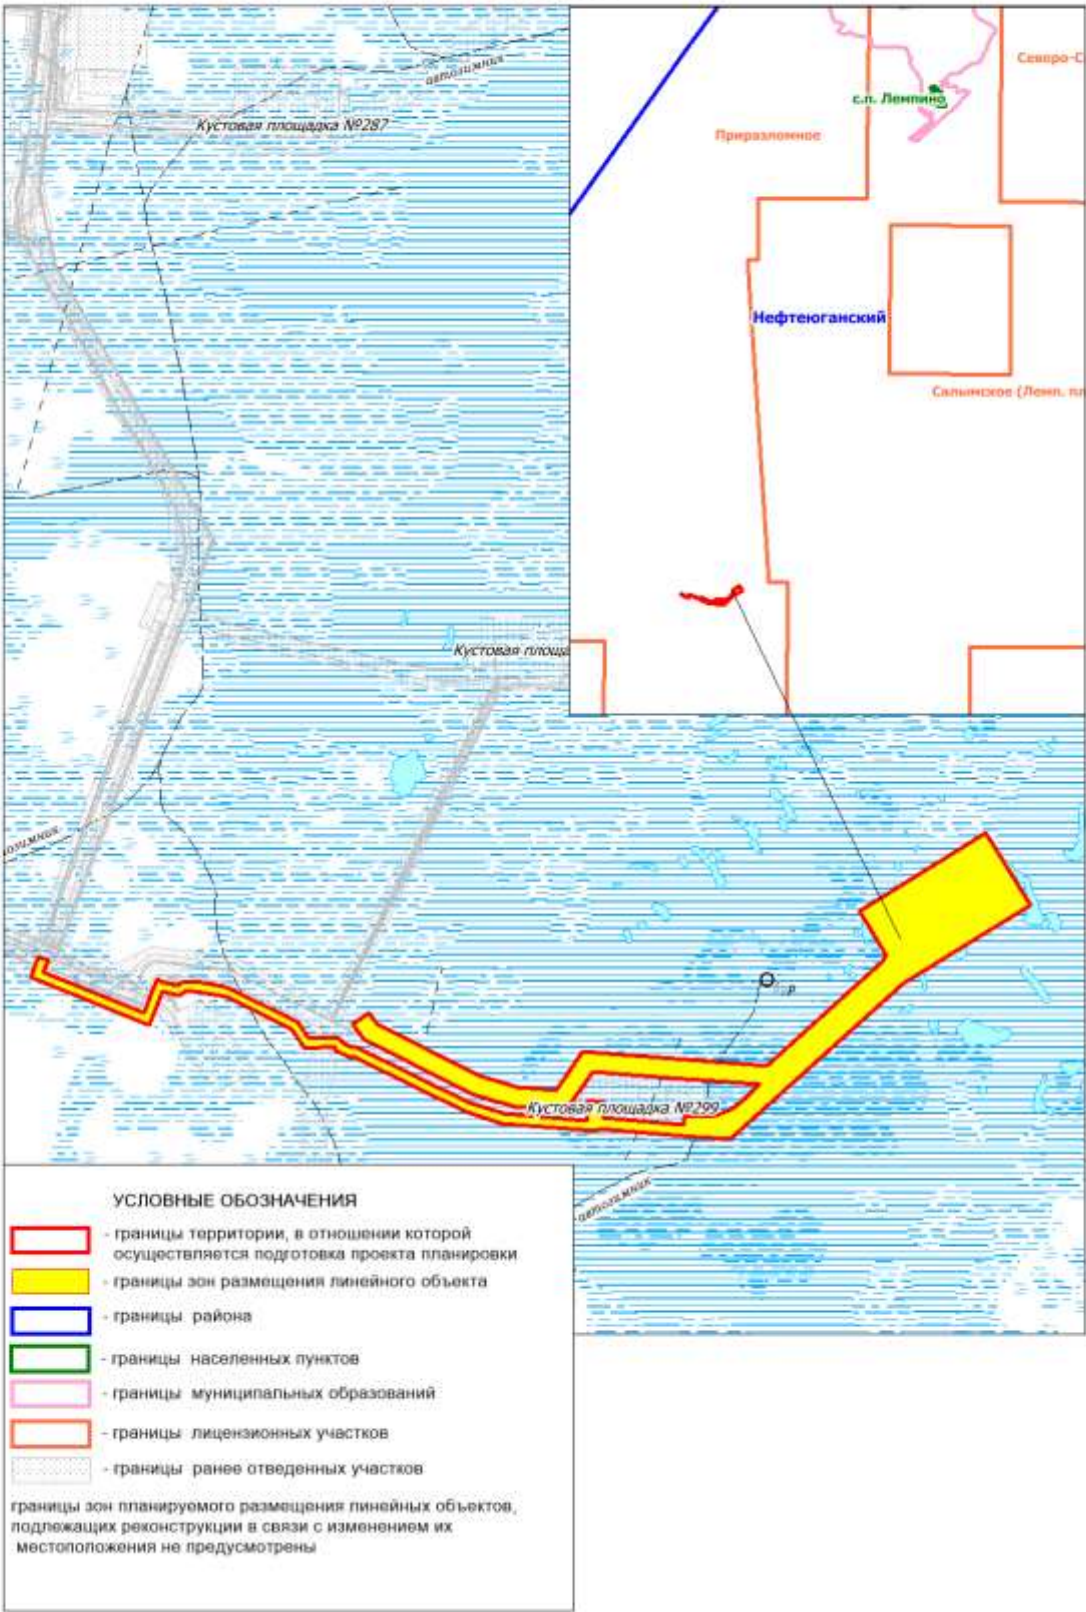 автозимник
Кустовая площадка №287
Северо-С
с.п. Лемпино
Приразломное
Нефтеюганский
Салымское (Лемп. пл
Кустовая площа
озимник
р
Кустовая площадка №299
автозимник
УСЛОВНЫЕ ОБОЗНАЧЕНИЯ
- границы территории, в отношении которой
осуществляется подготовка проекта планировки
- границы зон размещения линейного объекта
- границы района
- границы населенных пунктов
- границы муниципальных образований
- границы лицензионных участков
- границы ранее отведенных участков
границы зон планируемого размещения линейных объектов,
подлежащих реконструкции в связи с изменением их
местоположения не предусмотрены